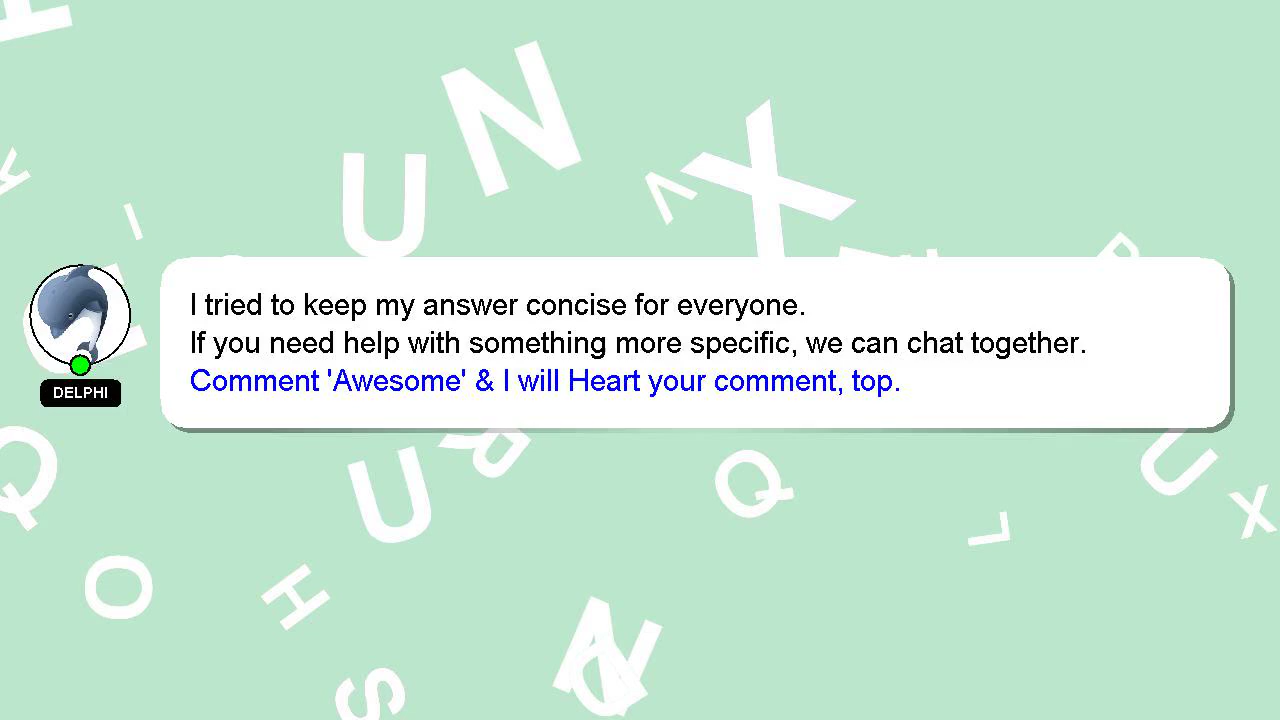 I tried to keep my answer concise for everyone.
If you need help with something more specific, we can chat together.
Comment 'Awesome' & I will Heart your comment, top.
DELPHI